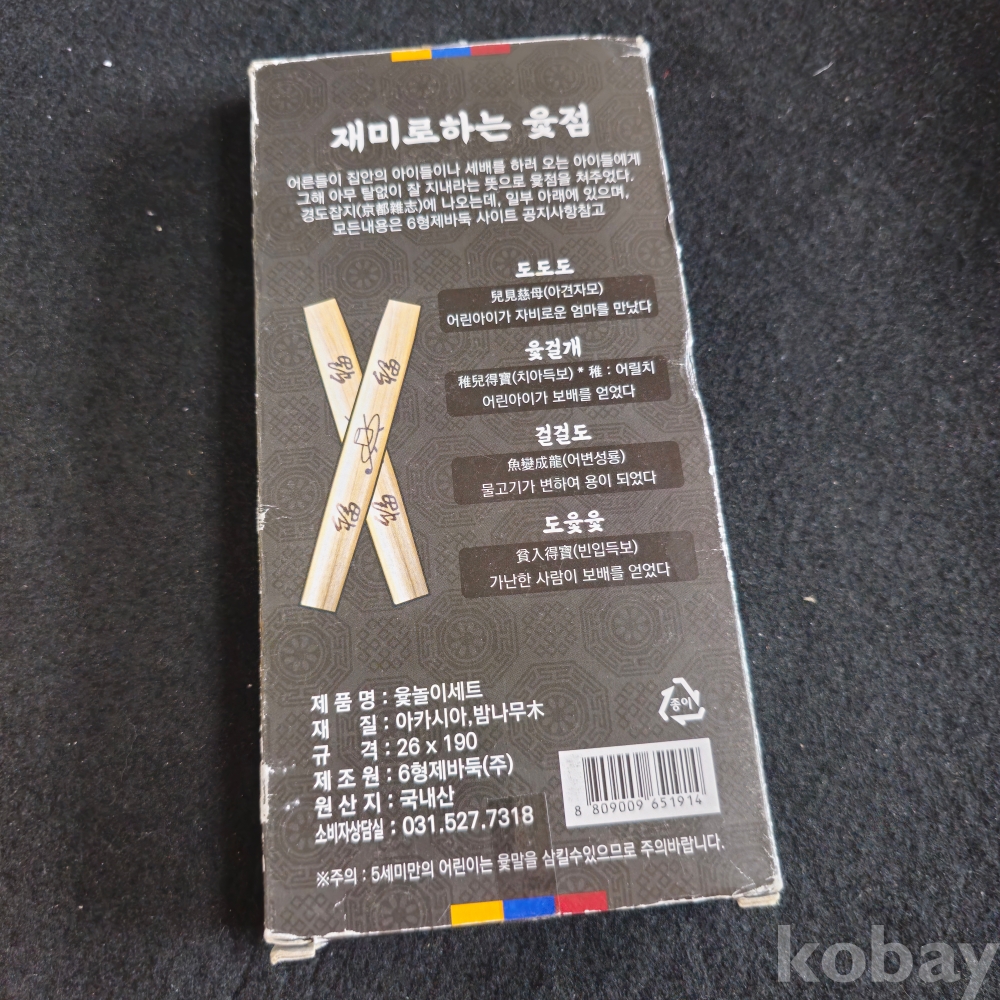 재미로하는 윷점
어른들이 집안의 아이들이나 세배를 하러 오는 아이들에게
그해 아무 탈없이 잘 지내라는 뜻으로 윷점을 쳐주었다.
경도잡지(京都雜志)에 나오는데, 일부 아래에 있으며,
모든내용은 6형제바둑 사이트 공지사항참고
도도도
兒見慈母(아견자모)
어린아이가 자비로운 엄마를 만났다
윷걸개
稚兒得寶(치아득보) * 稚 : 어릴치
어린아이가 보배를 얻었다
걸걸도
魚變成龍(어변성룡)
물고기가 변하여 용이 되었다
도윷윷
貧入得寶(빈입득보)
가난한 사람이 보배를 얻었다
제 품 명 : 윷놀이세트
재 질 : 아카시아,밤나무木
규 격 : 26 x 190
제 조 원 : 6형제바둑(주)
원 산 지 : 국내산
소비자상담실 : 031.527.7318
종이
8 809009 651914
※주의 : 5세미만의 어린이는 윷말을 삼킬수있으므로 주의바랍니다.
kobay